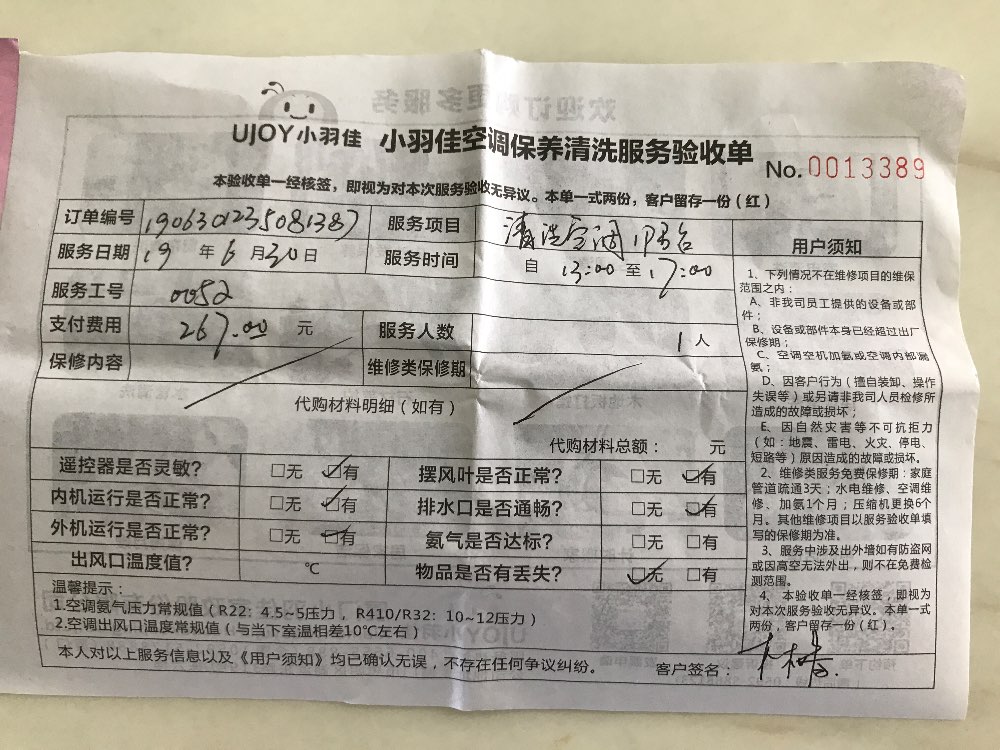 UJOY小羽佳 小羽佳空调保养清洗服务验收单
No.0013389
本验收单一经核签，即视为对本次服务验收无异议。本单一式两份，客户留存一份（红）
订单编号 1906301235081387 服务项目 清洗空调
服务日期 19 年 6 月 30 日 服务时间 自 13:00 至 17:00
服务工号 0052
支付费用 267.00 元 服务人数 1 人
保修内容 维修类保修期
代购材料明细（如有）
代购材料总额： 元
遥控器是否灵敏? □无 ☑有 摆风叶是否正常? □无 ☑有
内机运行是否正常? □无 ☑有 排水口是否通畅? □无 ☑有
外机运行是否正常? □无 ☑有 氨气是否达标? □无 □有
出风口温度值? ℃ 物品是否有丢失? ☑无 □有
温馨提示：
1.空调氨气压力常规值（R22：4.5~5压力，R410/R32：10~12压力）
2.空调出风口温度常规值（与当下室温相差10℃左右）
本人对以上服务信息以及《用户须知》均已确认无误，不存在任何争议纠纷。 客户签名：
用户须知
1、下列情况不在维修项目的维保
范围之内：
A、非我司员工提供的设备或部
件；
B、设备或部件本身已经超过出厂
保修期；
C、空调空机加氨或空调内部漏
氨；
D、因客户行为（擅自装卸、操作
失误等）或另请非我司人员检修所
造成的故障或损坏；
E、因自然灾害等不可抗拒力
（如：地震、雷电、火灾、停电、
短路等）原因造成的故障或损坏。
2、维修类服务免费保修期：家庭
管道疏通3天；水电维修、空调维
修、加氨1个月；压缩机更换6个
月。其他维修项目以服务验收单填
写的保修期为准。
3、服务中涉及出外墙如有防盗网
或因高空无法外出，则不在免费检
测范围。
4、本验收单一经核签，即视为
对本次服务验收无异议。本单一式
两份，客户留存一份（红）。